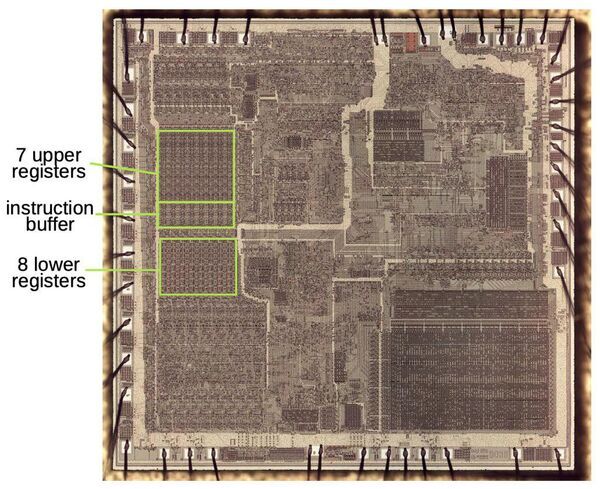 7 upper
registers
instruction
buffer
8 lower
registers